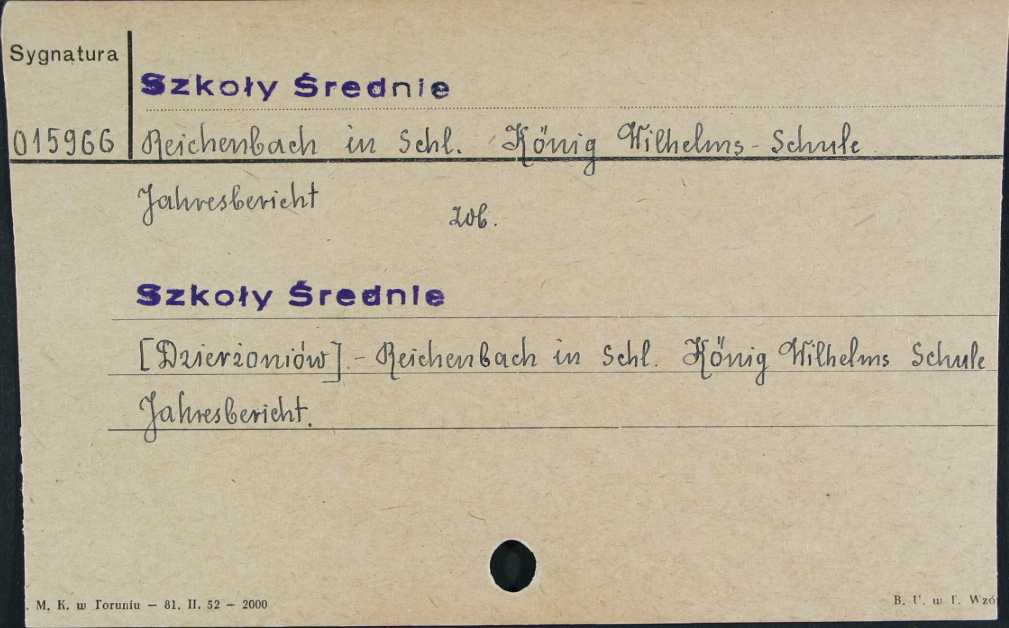 Sygnatura
Szkoły Średnie
015966 Reichenbach in Schl. König Wilhelms-Schule
Jahresbericht
zob.
Szkoły Średnie
[Dzierżoniów]. - Reichenbach in Schl. König Wilhelms Schule
Jahresbericht.
. M. K. w Toruniu — 81. II. 52 — 2000
B. U. w T. Wzó